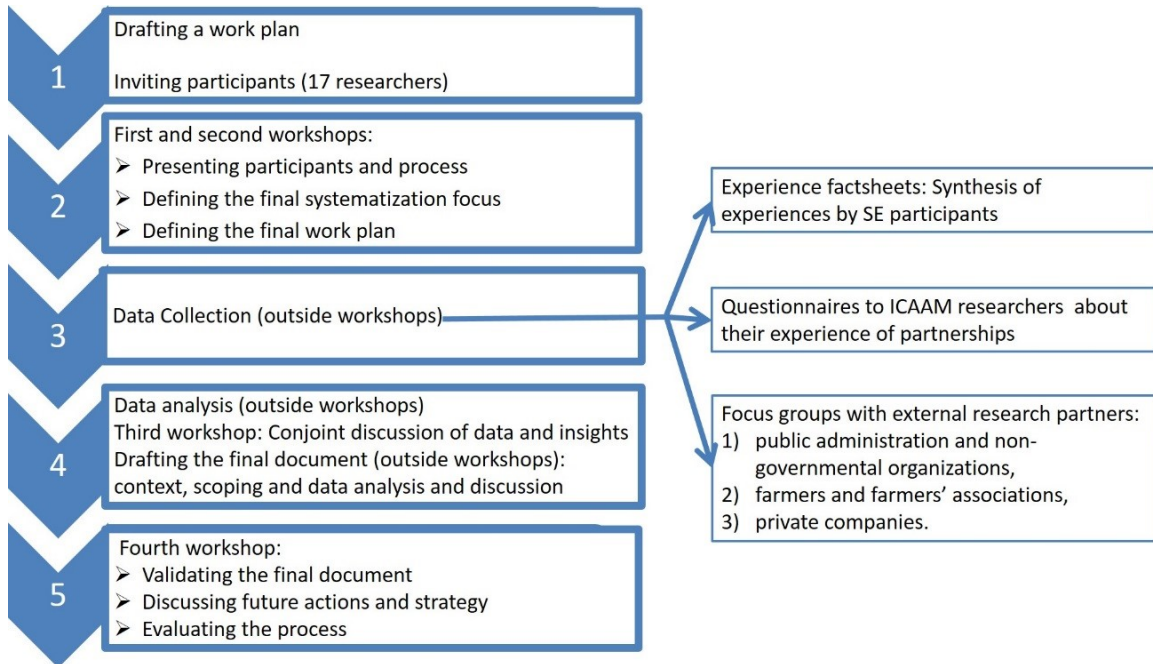 1
Drafting a work plan
Inviting participants (17 researchers)
2
First and second workshops:
➢ Presenting participants and process
➢ Defining the final systematization focus
➢ Defining the final work plan
3
Data Collection (outside workshops)
Experience factsheets: Synthesis of
experiences by SE participants
Questionnaires to ICAAM researchers about
their experience of partnerships
Focus groups with external research partners:
1) public administration and non-
governmental organizations,
2) farmers and farmers’ associations,
3) private companies.
4
Data analysis (outside workshops)
Third workshop: Conjoint discussion of data and insights
Drafting the final document (outside workshops):
context, scoping and data analysis and discussion
5
Fourth workshop:
➢ Validating the final document
➢ Discussing future actions and strategy
➢ Evaluating the process